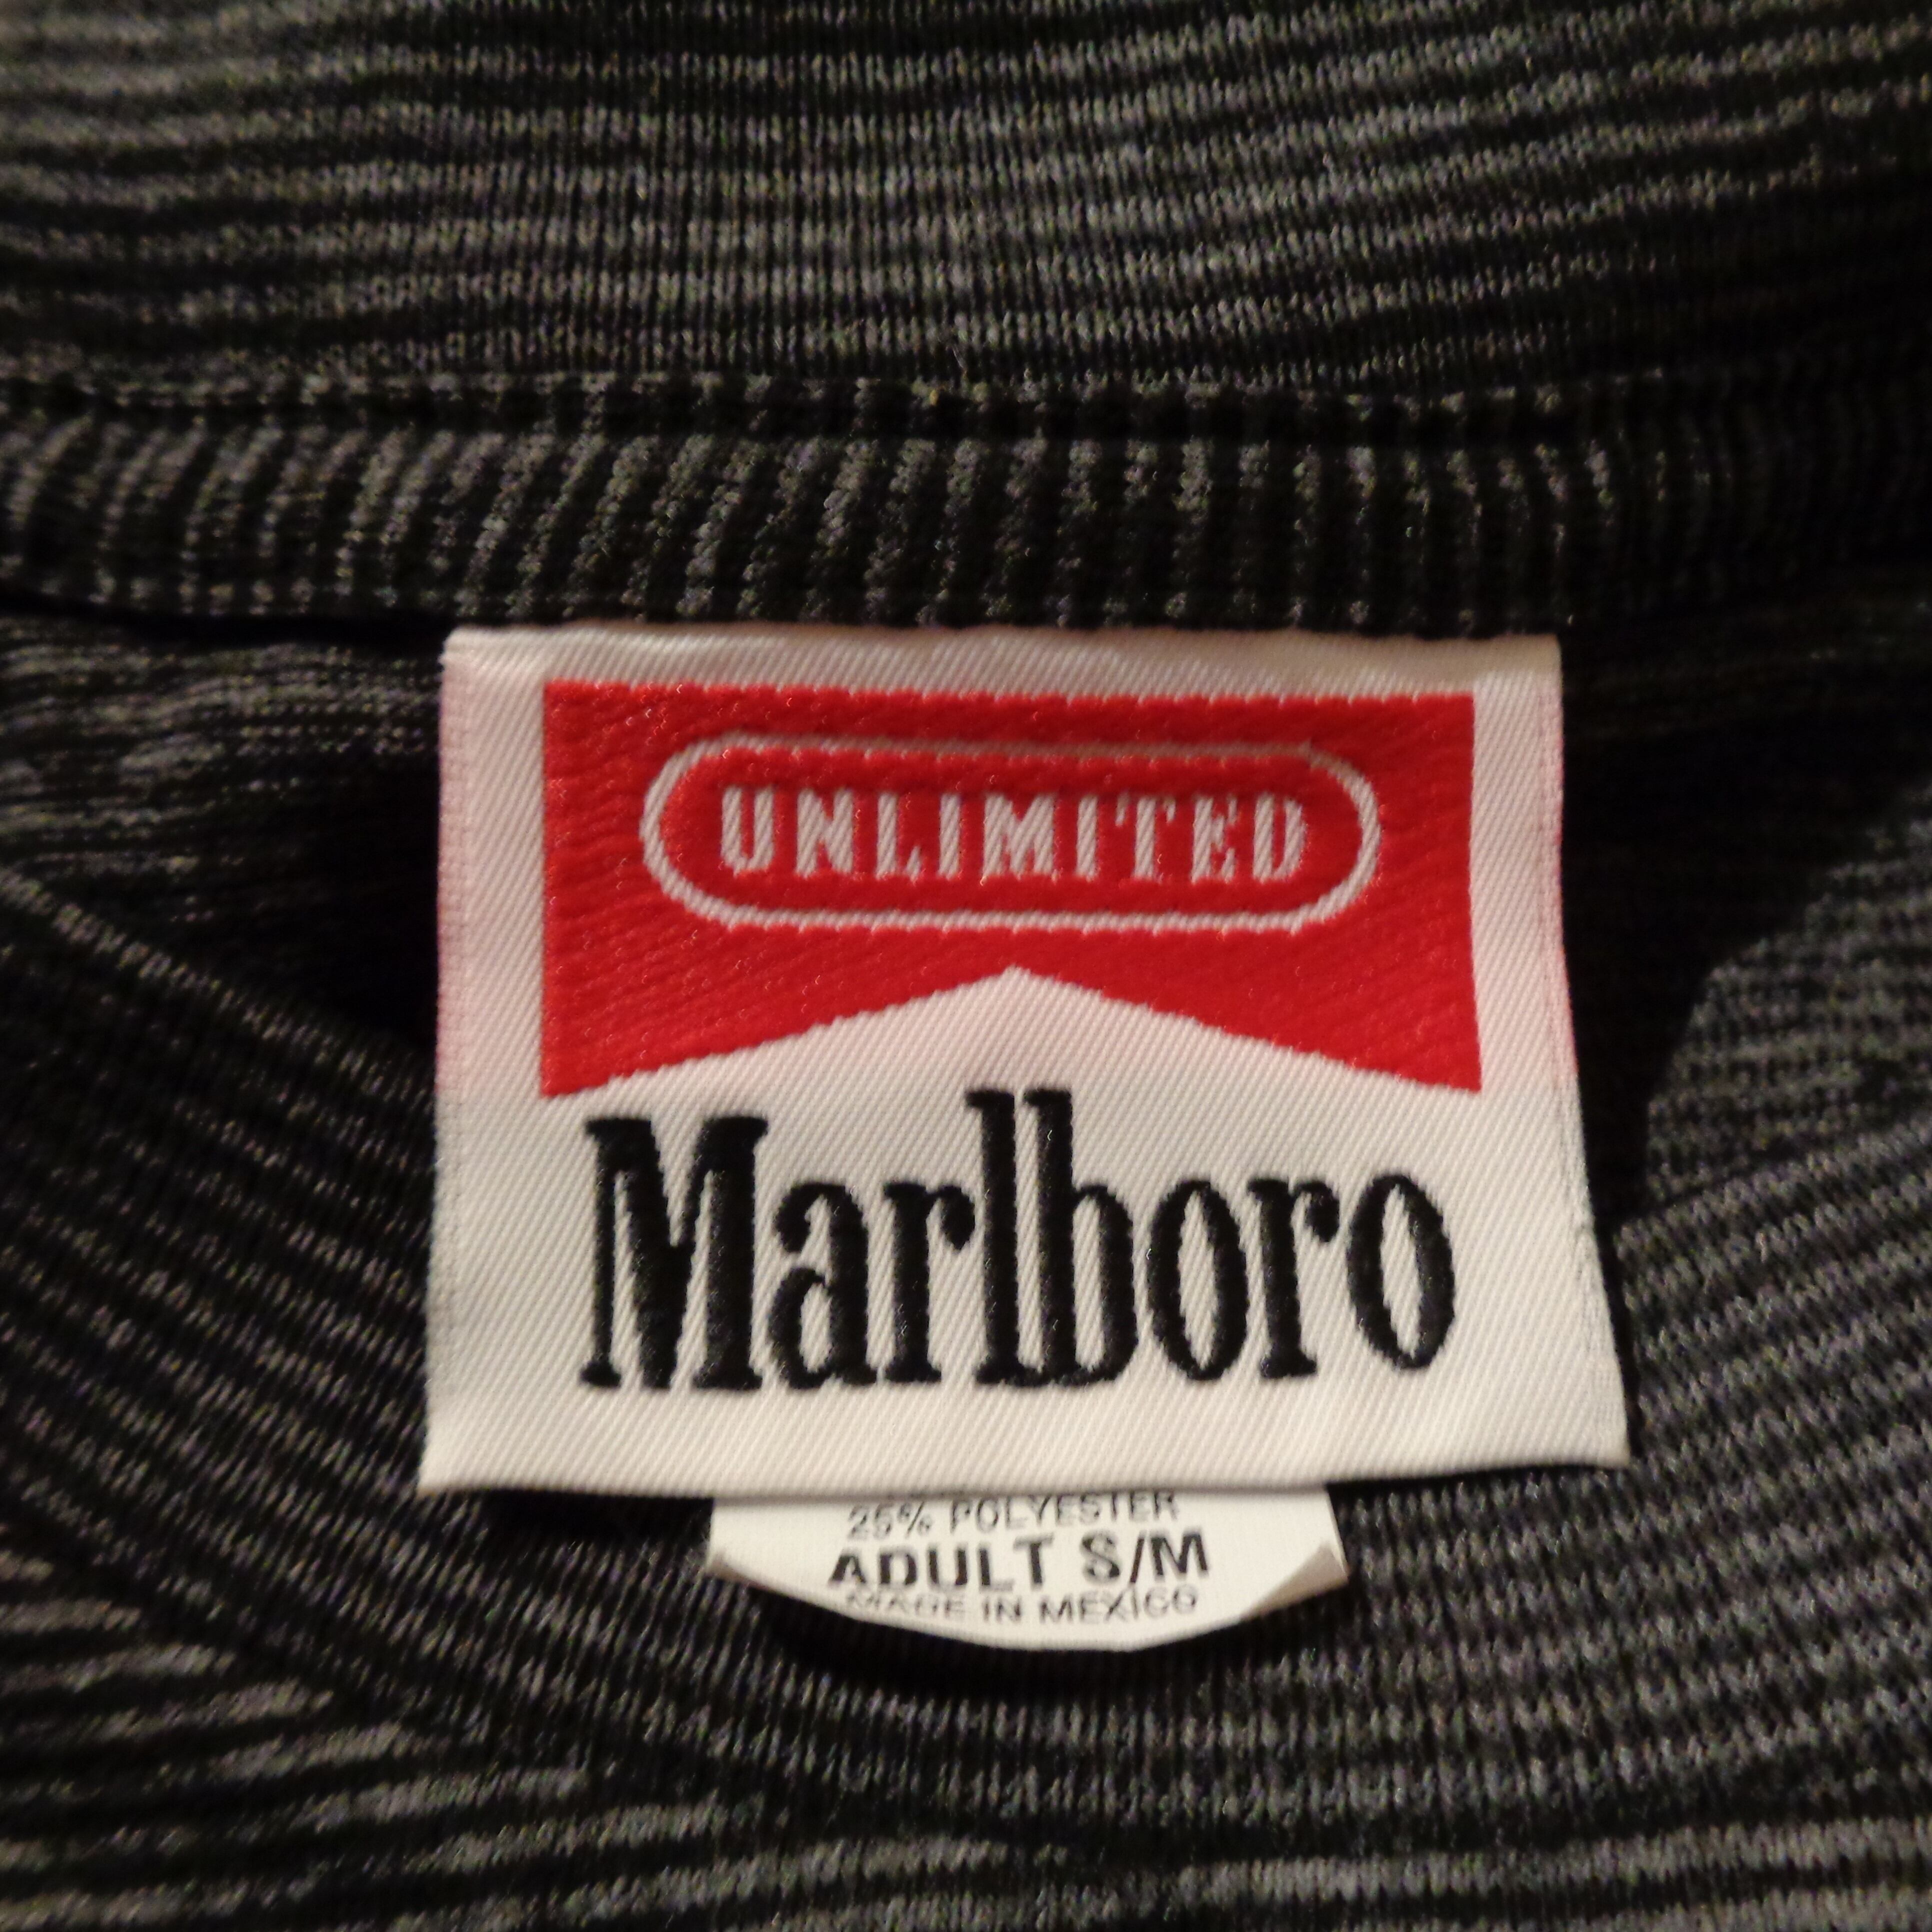 UNLIMITED
Marlboro
25% POLYESTER
ADULT S/M
MADE IN MEXICO